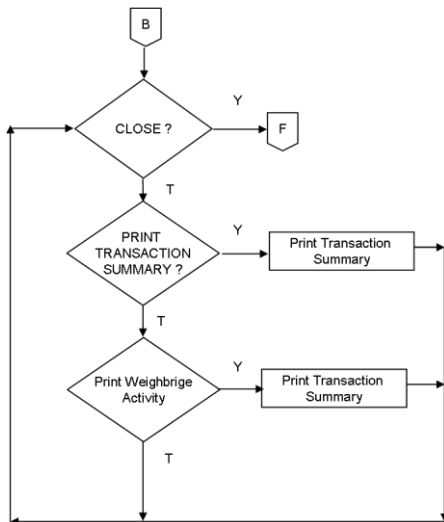 B
CLOSE ?
Y
F
T
PRINT
TRANSACTION
SUMMARY ?
Y
Print Transaction
Summary
T
Print Weighbrige
Activity
Y
Print Transaction
Summary
T